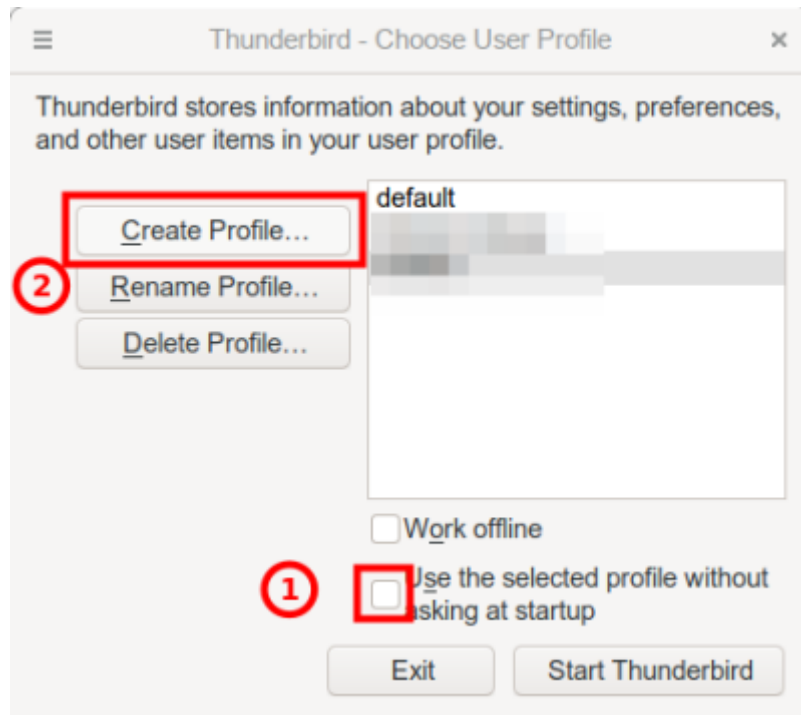 Thunderbird - Choose User Profile
Thunderbird stores information about your settings, preferences,
and other user items in your user profile.
default
Create Profile...
2
Rename Profile...
Delete Profile...
Work offline
1
Use the selected profile without
asking at startup
Exit
Start Thunderbird